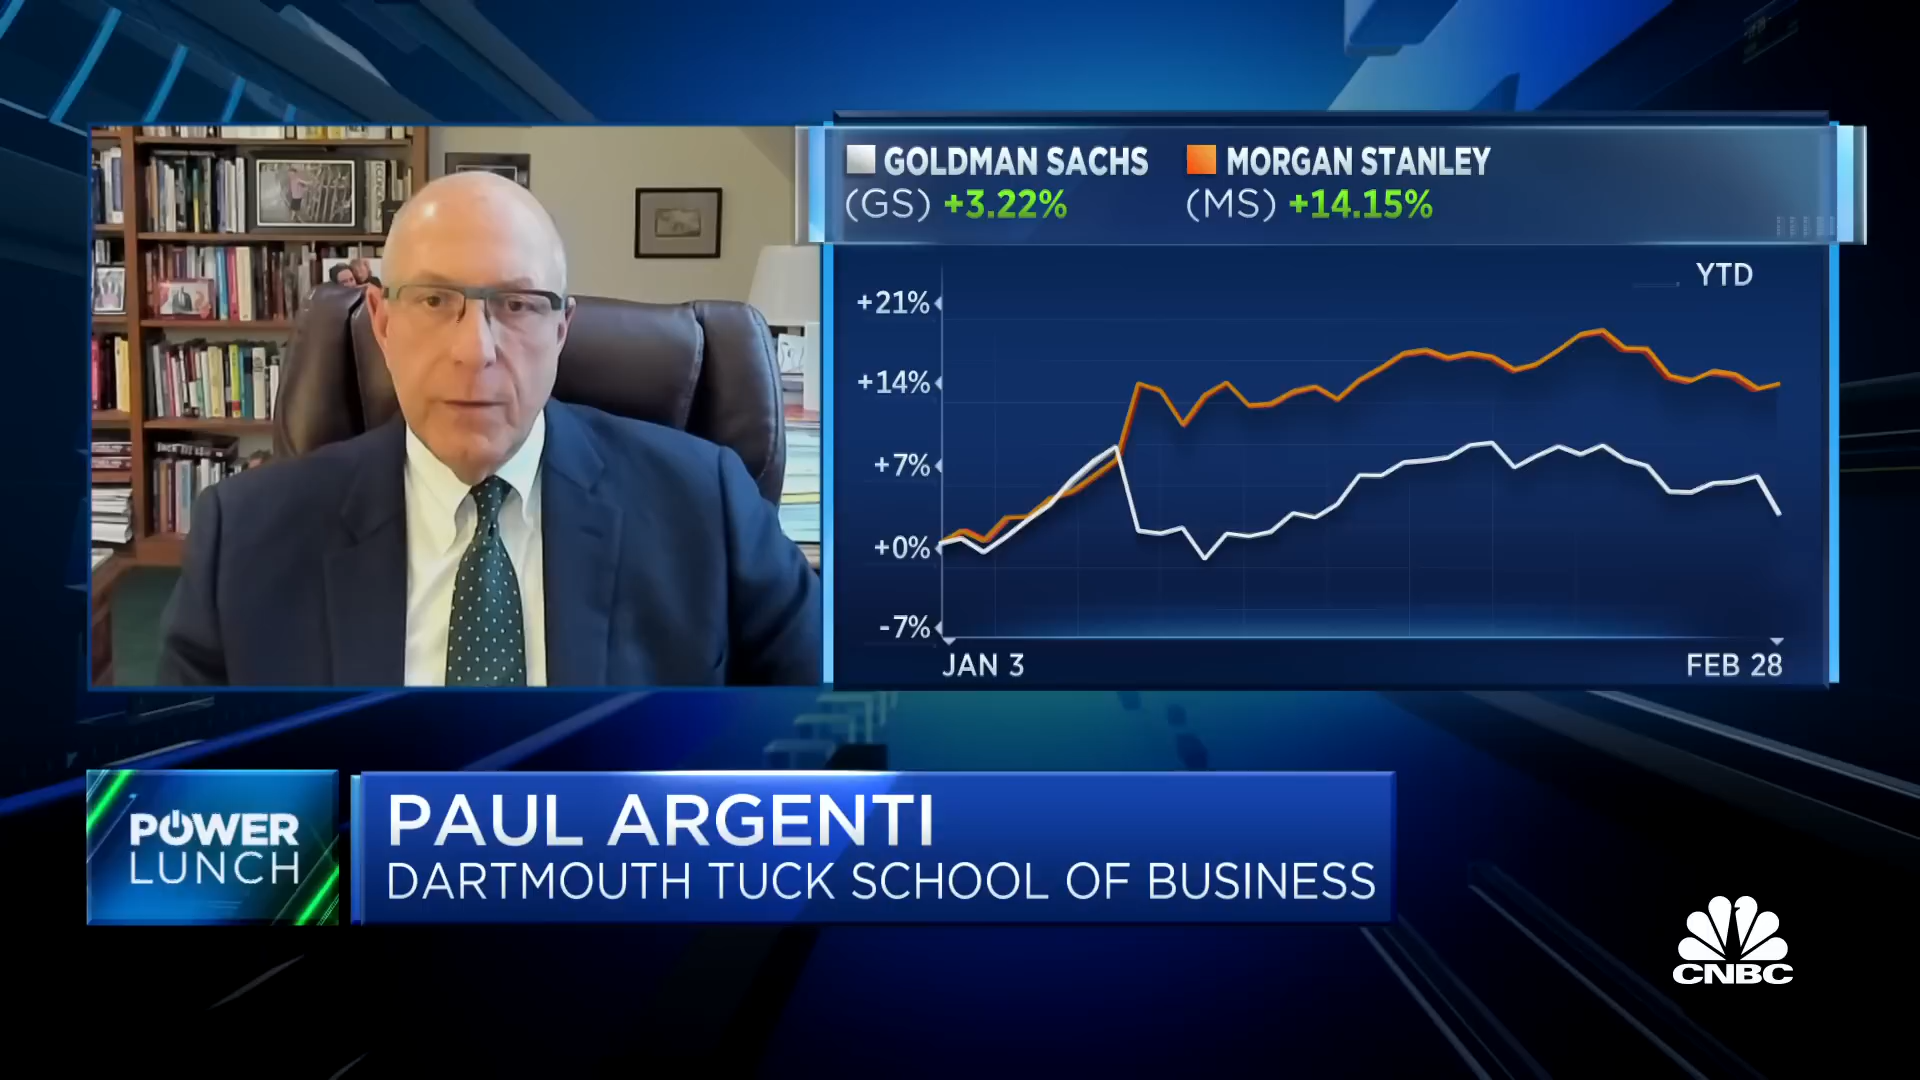 GOLDMAN SACHS
(GS) +3.22%
MORGAN STANLEY
(MS) +14.15%
YTD
+21%
+14%
+7%
+0%
-7%
JAN 3
FEB 28
POWER
LUNCH
PAUL ARGENTI
DARTMOUTH TUCK SCHOOL OF BUSINESS
CNBC